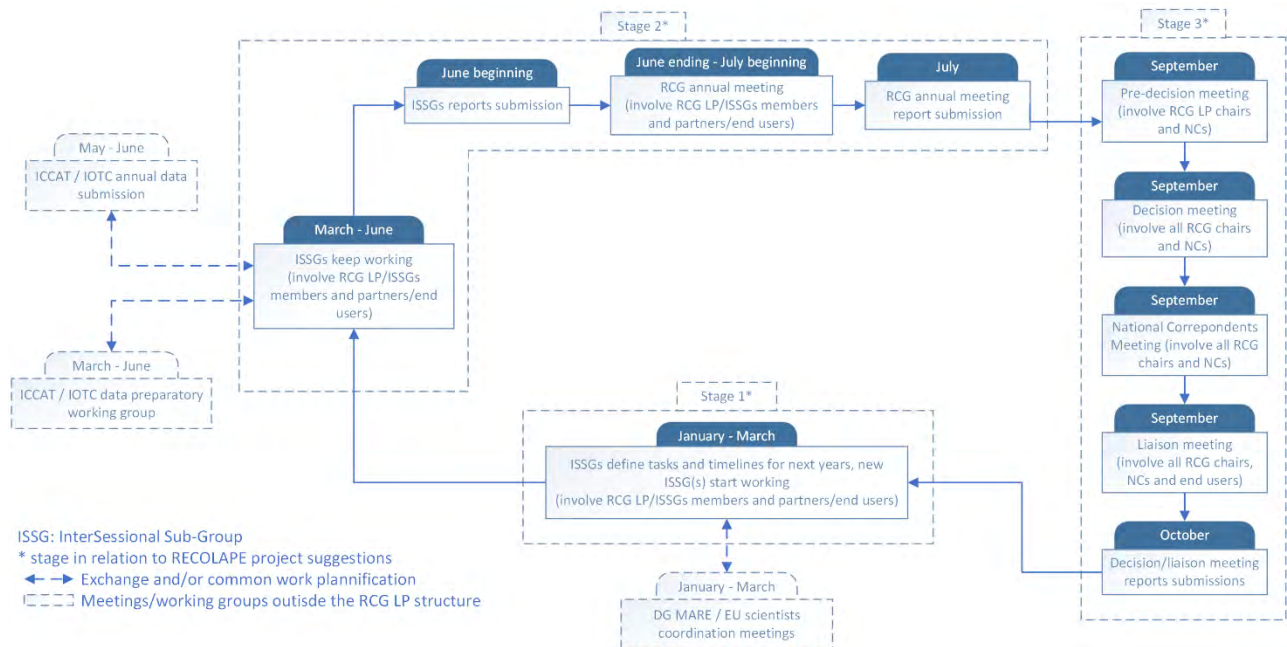 Stage 2*
Stage 3*
June beginning
ISSGs reports submission
June ending - July beginning
RCG annual meeting
(involve RCG LP/ISSGs members
and partners/end users)
July
RCG annual meeting
report submission
September
Pre-decision meeting
(involve RCG LP chairs
and NCs)
May - June
ICCAT / IOTC annual data
submission
September
Decision meeting
(involve all RCG chairs
and NCs)
March - June
ISSGs keep working
(involve RCG LP/ISSGs
members and partners/end
users)
September
National Correpondents
Meeting (involve all RCG
chairs and NCs)
March - June
ICCAT / IOTC data preparatory
working group
Stage 1*
January - March
ISSGs define tasks and timelines for next years, new
ISSG(s) start working
(involve RCG LP/ISSGs members and partners/end users)
September
Liaison meeting
(involve all RCG chairs,
NCs and end users)
October
Decision/liaison meeting
reports submissions
ISSG: InterSessional Sub-Group
* stage in relation to RECOLAPE project suggestions
Exchange and/or common work plannification
Meetings/working groups outisde the RCG LP structure
January - March
DG MARE / EU scientists
coordination meetings